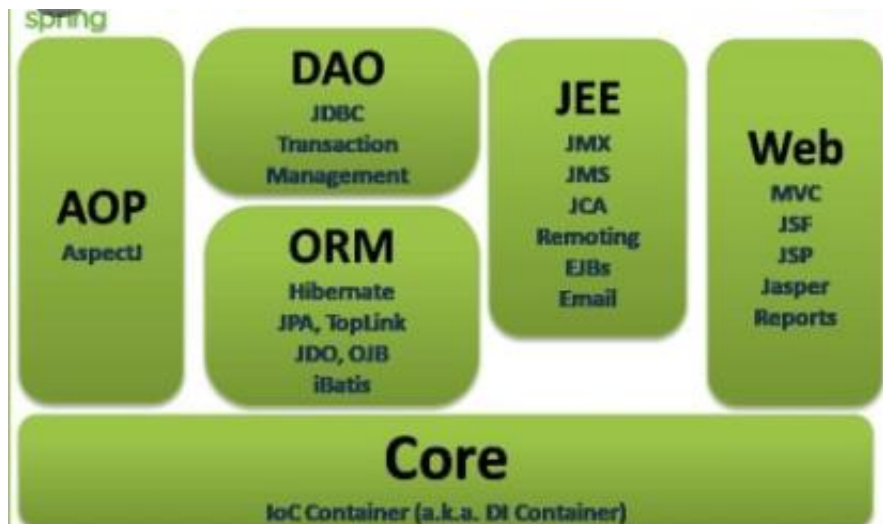 spring
AOP
AspectJ
DAO
JDBC
Transaction
Management
ORM
Hibernate
JPA, TopLink
JDO, OJB
iBatis
JEE
JMX
JMS
JCA
Remoting
EJBs
Email
Web
MVC
JSF
JSP
Jasper
Reports
Core
IoC Container (a.k.a. DI Container)